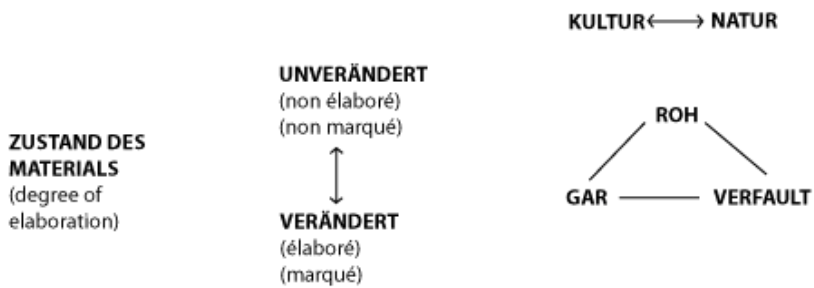 KULTUR ⟷ NATUR
ZUSTAND DES
MATERIALS
(degree of
elaboration)
UNVERÄNDERT
(non élaboré)
(non marqué)
VERÄNDERT
(élaboré)
(marqué)
ROH
GAR
VERFAULT